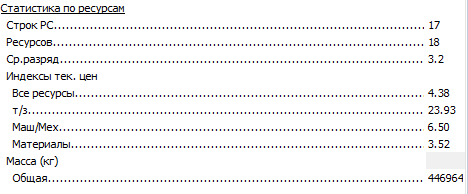 Статистика по ресурсам
Строк РС 17
Ресурсов 18
Ср.разряд 3.2
Индексы тек. цен
Все ресурсы 4.38
т/з 23.93
Маш/Мех 6.50
Материалы 3.52
Масса (кг)
Общая 446964